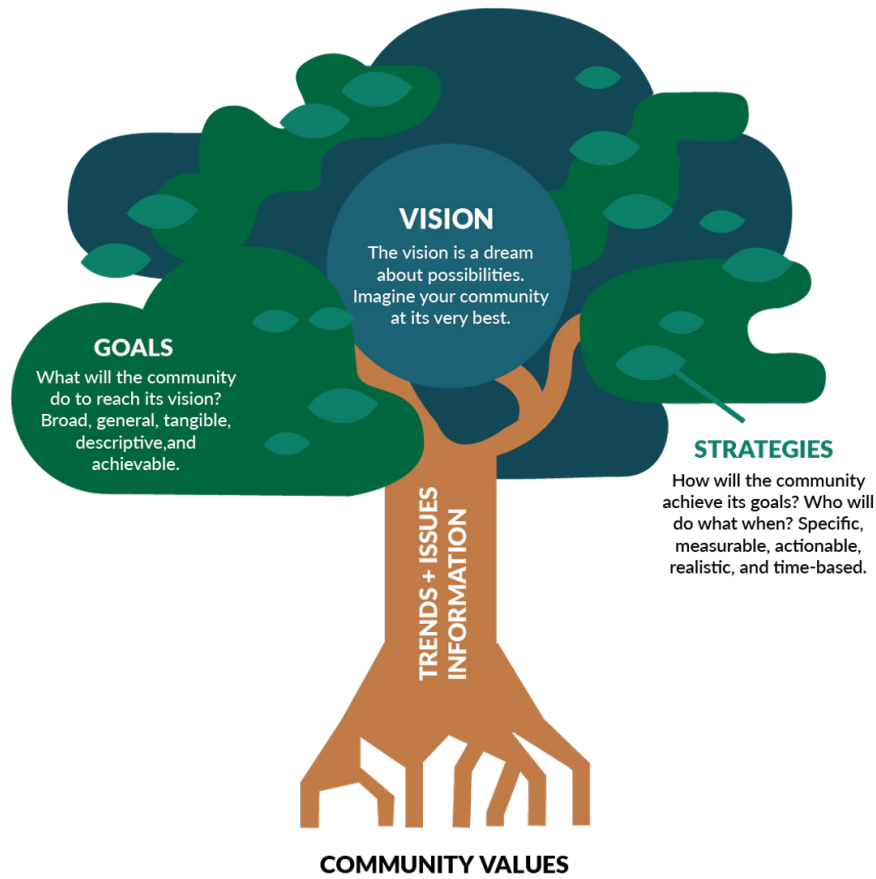 VISION
The vision is a dream
about possibilities.
Imagine your community
at its very best.
GOALS
What will the community
do to reach its vision?
Broad, general, tangible,
descriptive,and
achievable.
STRATEGIES
How will the community
achieve its goals? Who will
do what when? Specific,
measurable, actionable,
realistic, and time-based.
TRENDS + ISSUES
INFORMATION
COMMUNITY VALUES